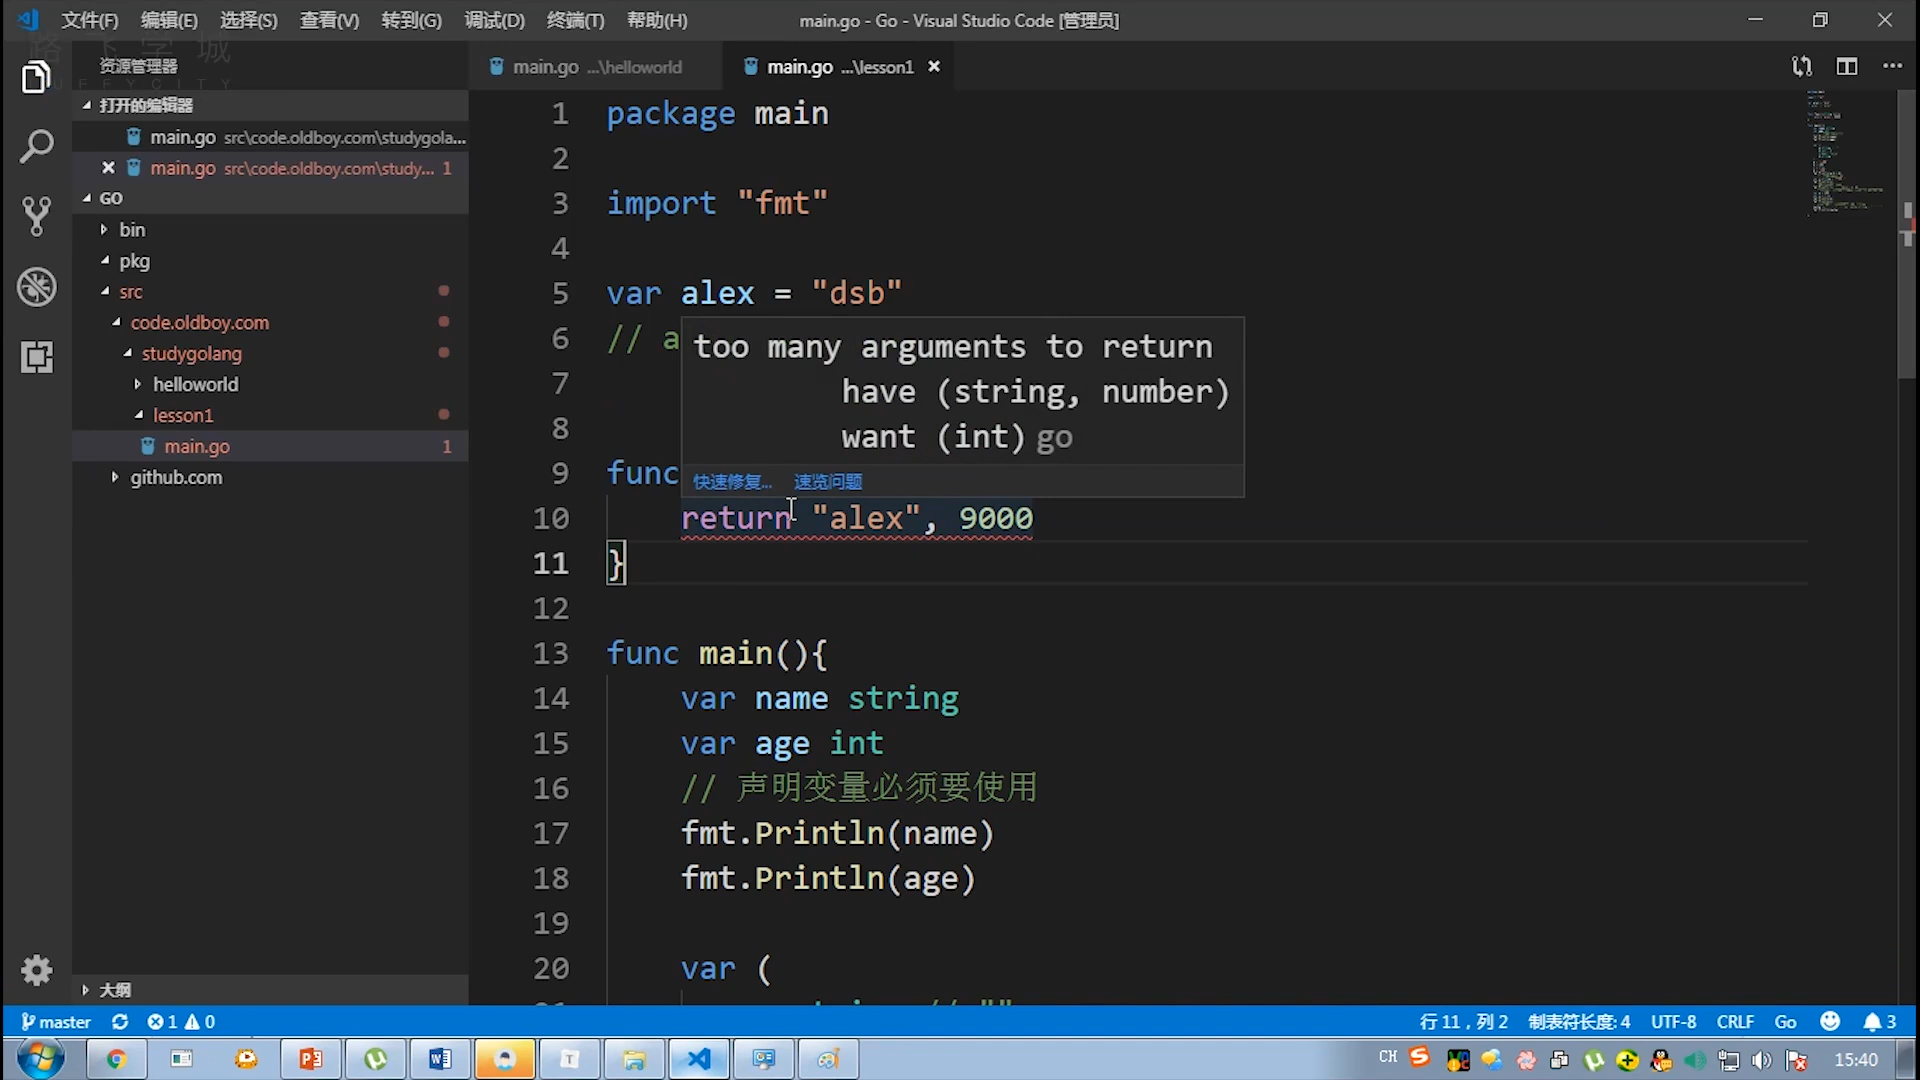 文件(F) 编辑(E) 选择(S) 查看(V) 转到(G) 调试(D) 终端(T) 帮助(H)
main.go - Go - Visual Studio Code [管理员]
路飞学城
资源管理器
main.go ...\helloworld
main.go ...\lesson1
打开的编辑器
main.go src\code.oldboy.com\studygola...
main.go src\code.oldboy.com\study... 1
GO
bin
pkg
src
code.oldboy.com
studygolang
helloworld
lesson1
main.go 1
github.com
大纲
1 package main
2
3 import "fmt"
4
5 var alex = "dsb"
6 // a
7
8
9 func
too many arguments to return
have (string, number)
want (int) go
快速修复... 速览问题
10 return "alex", 9000
11 }
12
13 func main(){
14 var name string
15 var age int
16 // 声明变量必须要使用
17 fmt.Println(name)
18 fmt.Println(age)
19
20 var (
master 1 0
行 11，列 2 制表符长度: 4 UTF-8 CRLF Go 3
CH 15:40